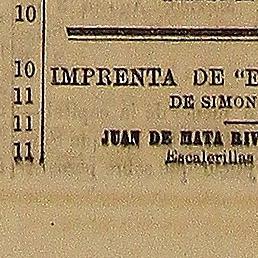 10
10
11
11
11
IMPRENTA DE "E
DE SIMON
JUAN DE MATA RIV
Escalerillas